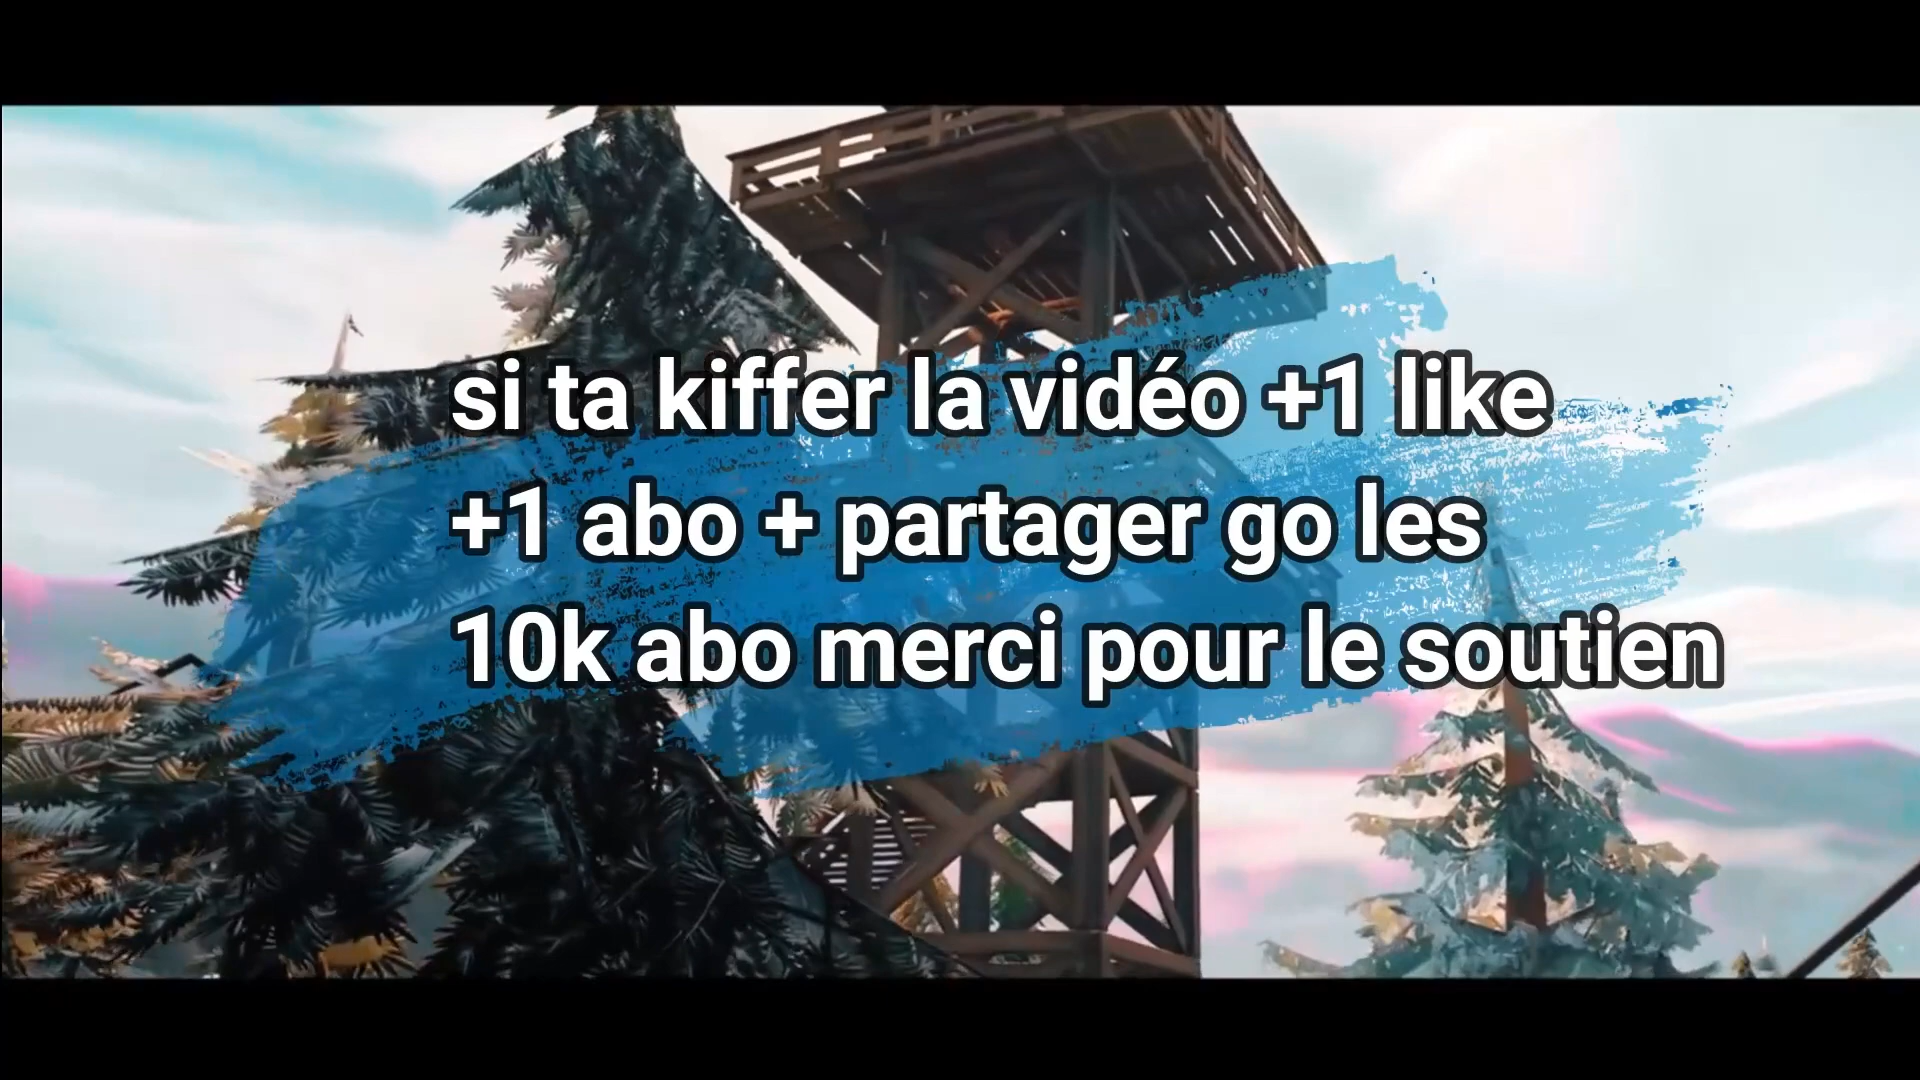 si ta kiffer la vidéo +1 like
+1 abo + partager go les
10k abo merci pour le soutien